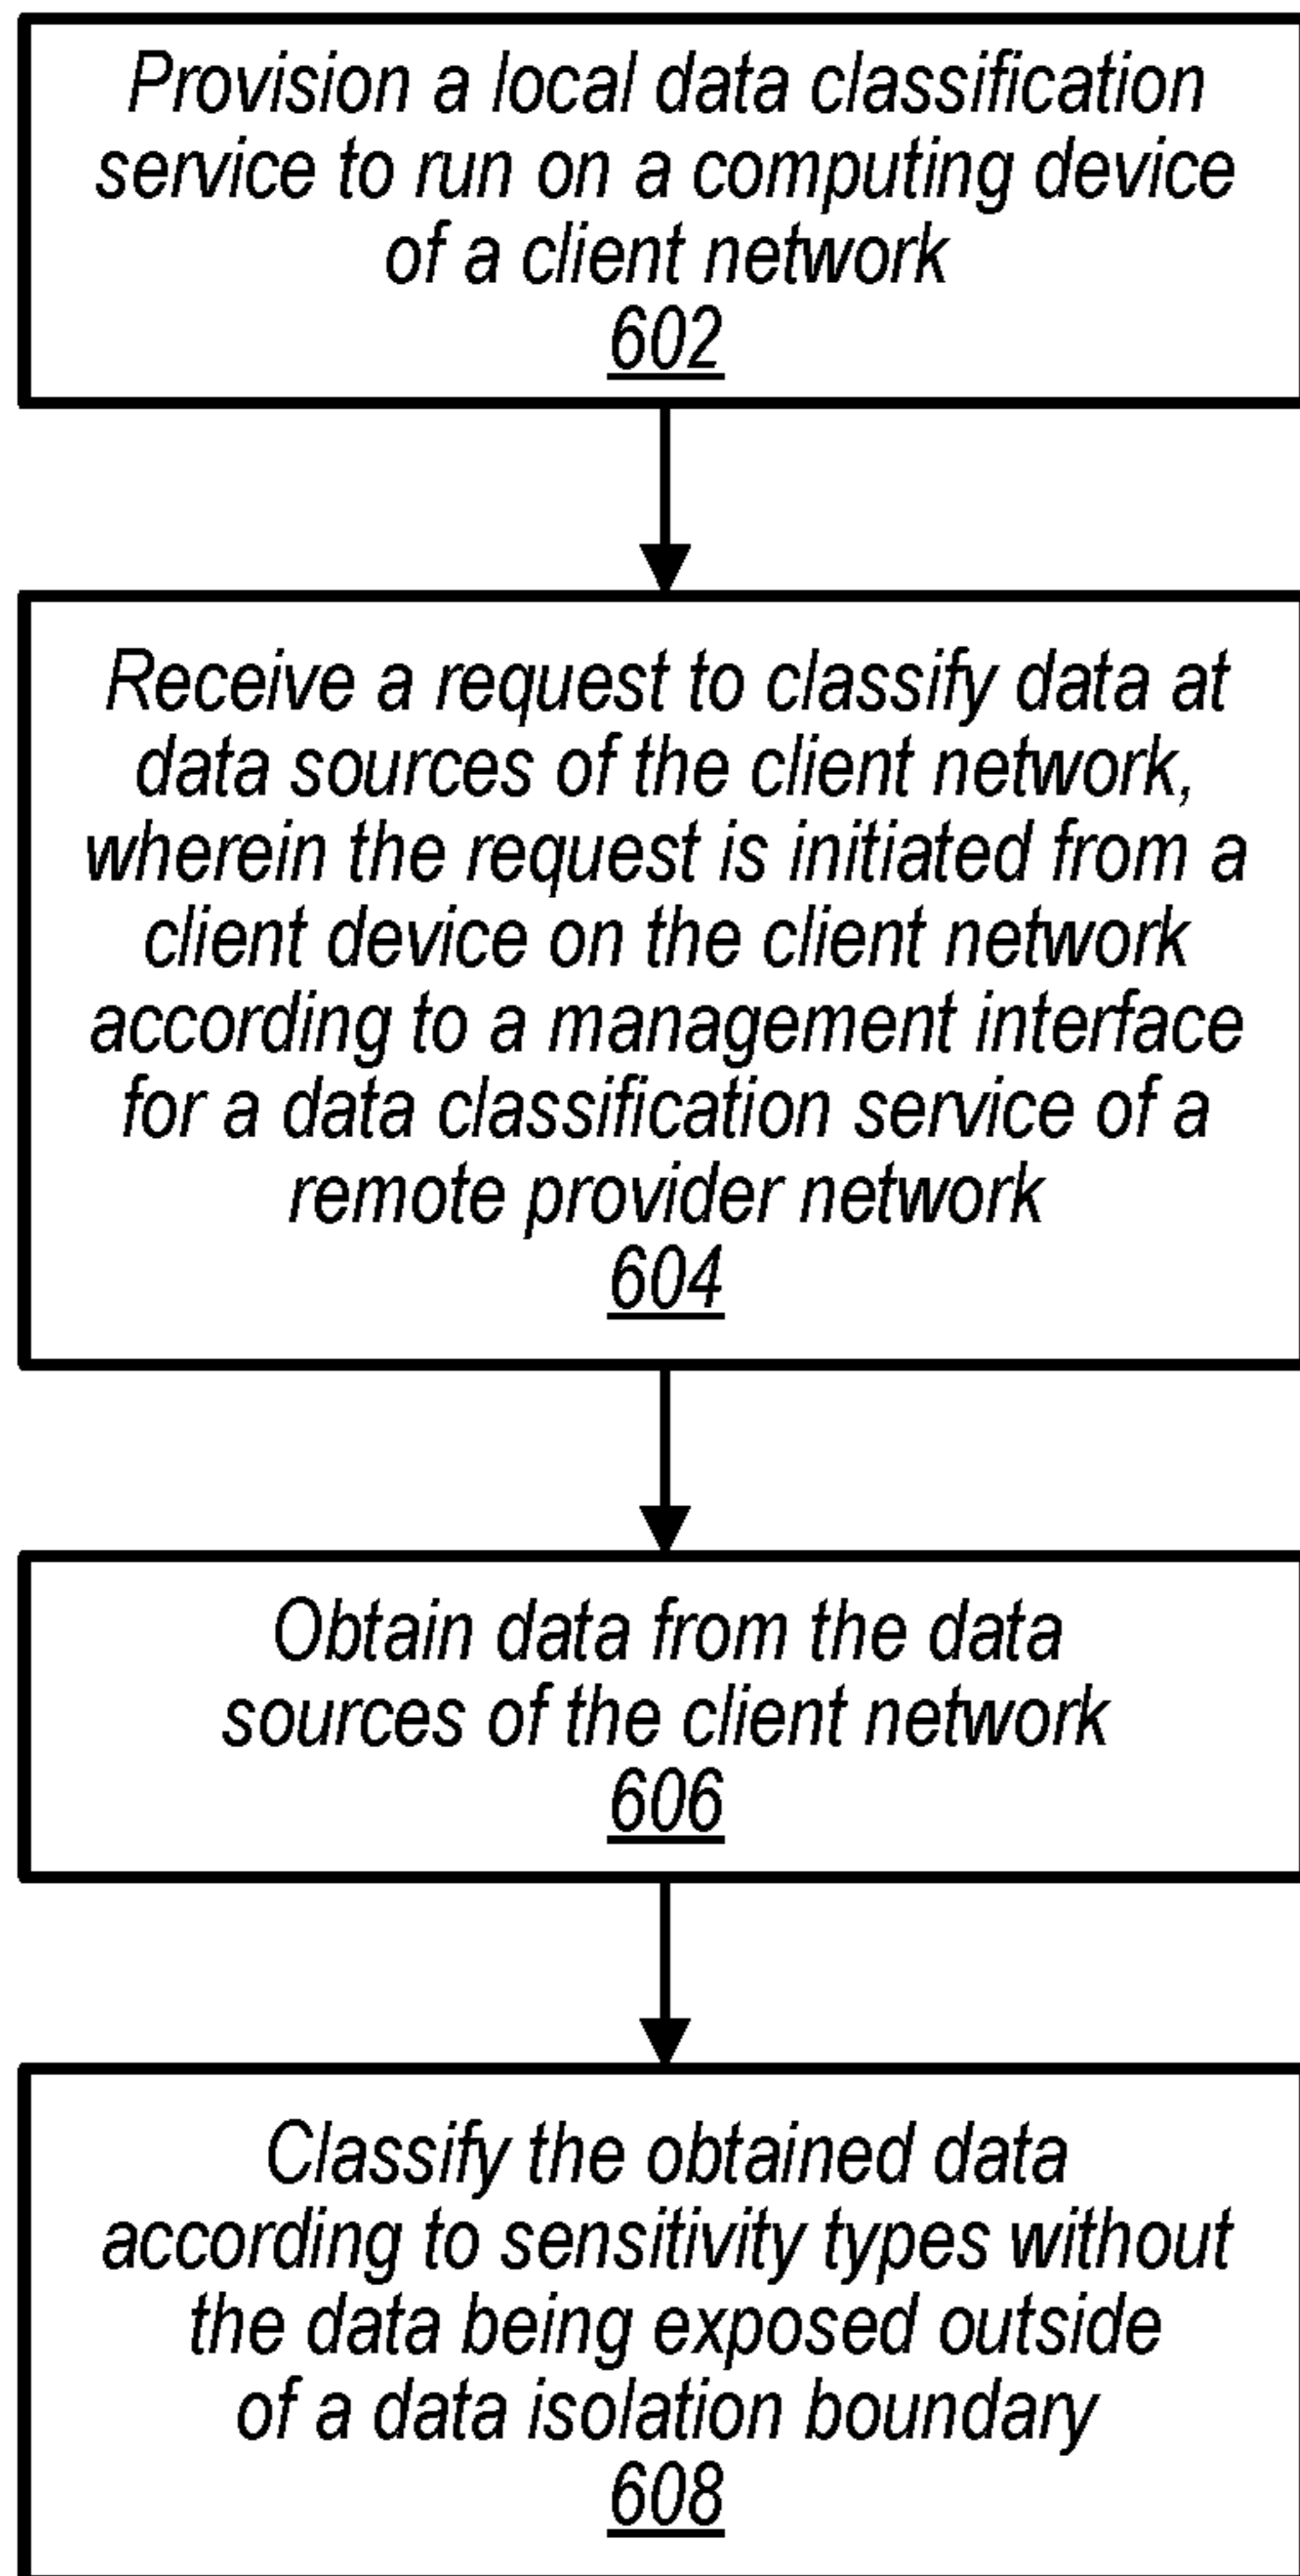 Provision a local data classification
service to run on a computing device
of a client network
602
Receive a request to classify data at
data sources of the client network,
wherein the request is initiated from a
client device on the client network
according to a management interface
for a data classification service of a
remote provider network
604
Obtain data from the data
sources of the client network
606
Classify the obtained data
according to sensitivity types without
the data being exposed outside
of a data isolation boundary
608